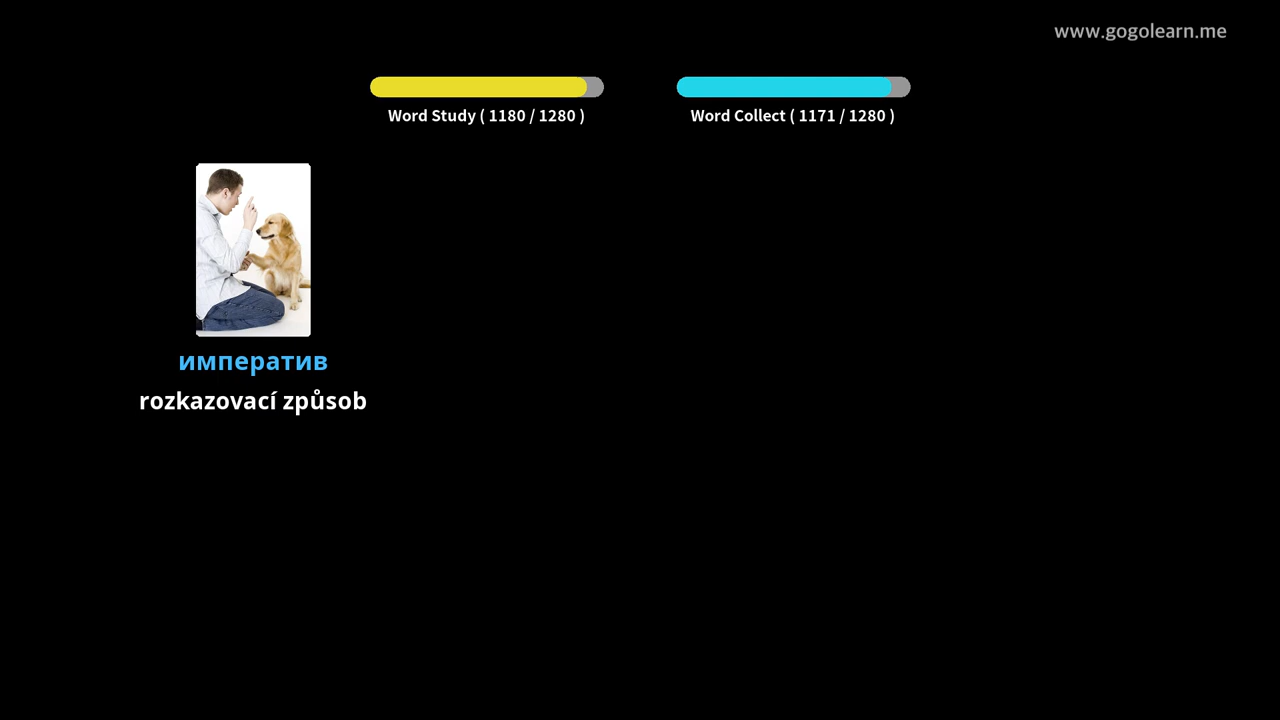 www.gogolearn.me
Word Study ( 1180 / 1280 )
Word Collect ( 1171 / 1280 )
императив
rozkazovací způsob